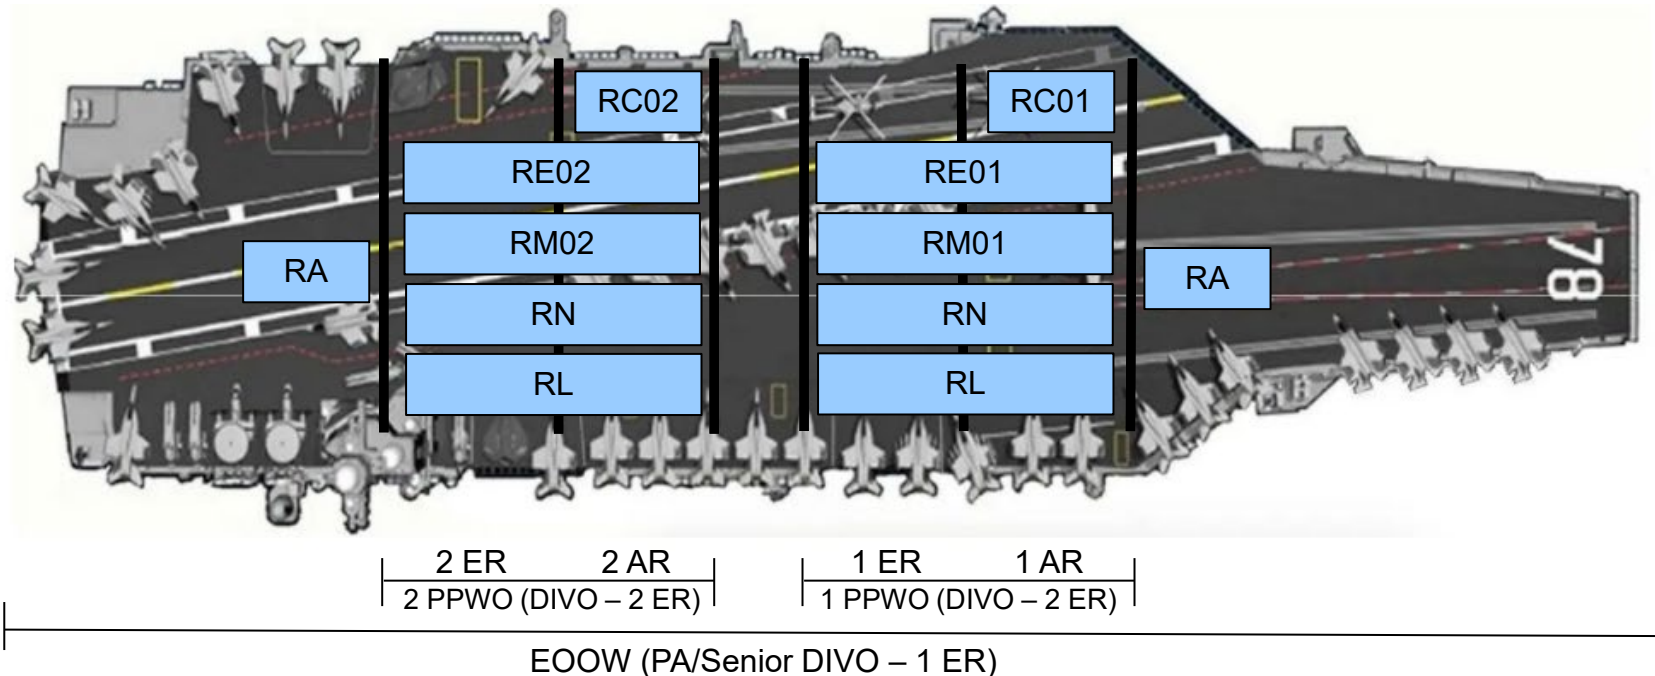 RC02
RC01
RE02
RE01
RM02
RM01
RA
RA
78
RN
RN
RL
RL
2 ER
2 AR
1 ER
1 AR
2 PPWO (DIVO – 2 ER)
1 PPWO (DIVO – 2 ER)
EOOW (PA/Senior DIVO – 1 ER)